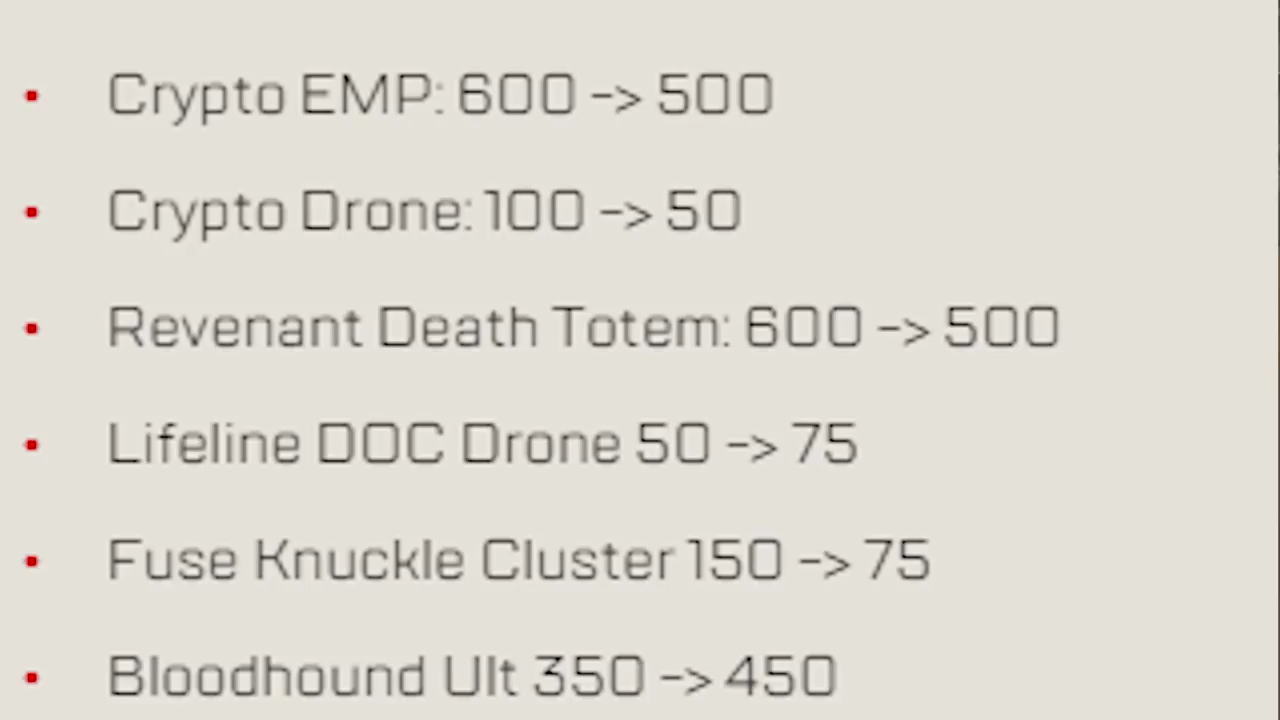 • Crypto EMP: 600 -> 500
• Crypto Drone: 100 -> 50
• Revenant Death Totem: 600 -> 500
• Lifeline DOC Drone 50 -> 75
• Fuse Knuckle Cluster 150 -> 75
• Bloodhound Ult 350 -> 450